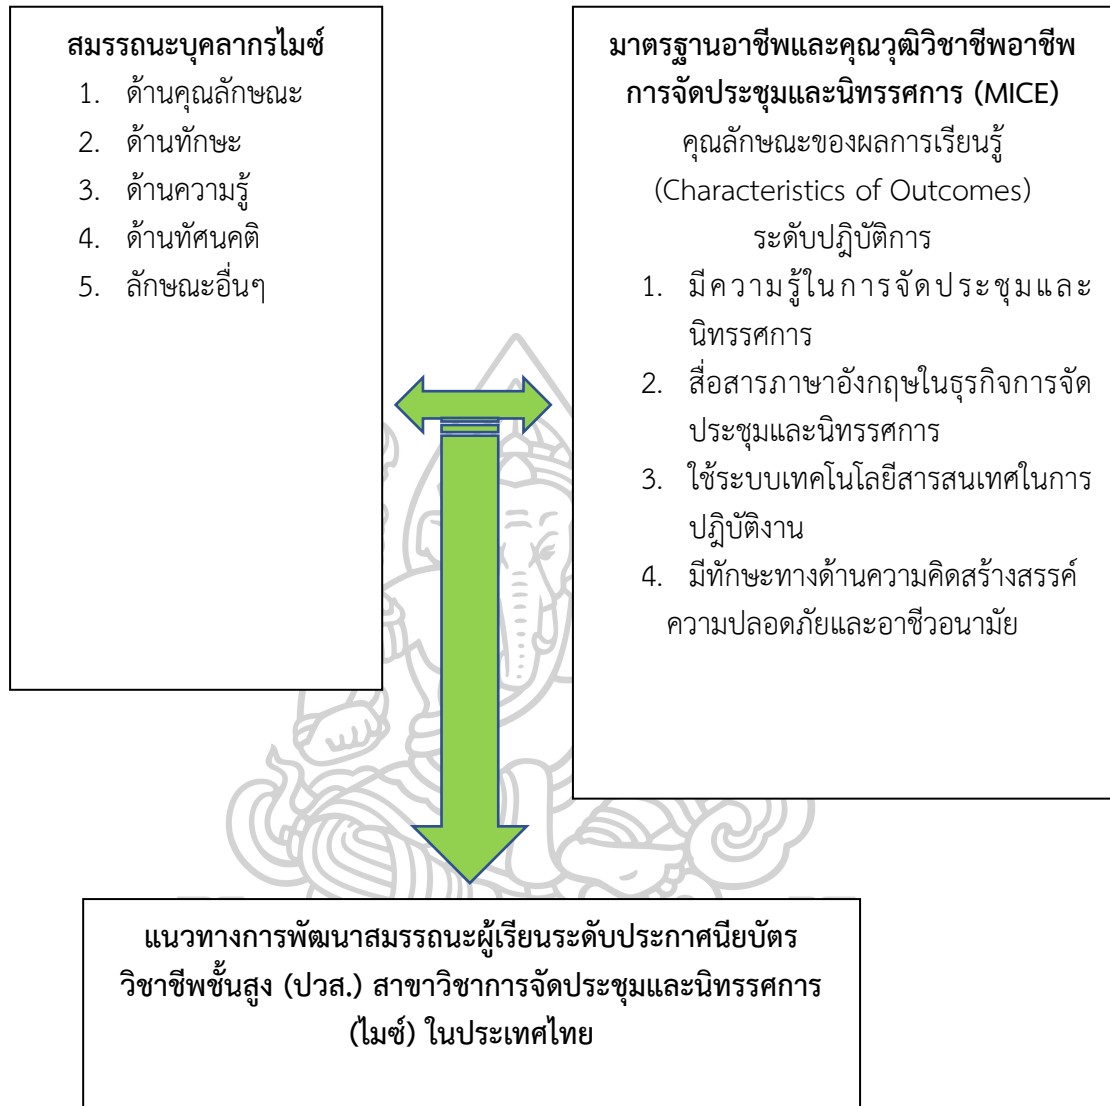 สมรรถนะบุคลากรไมซ์
1. ด้านคุณลักษณะ
2. ด้านทักษะ
3. ด้านความรู้
4. ด้านทัศนคติ
5. ลักษณะอื่นๆ
มาตรฐานอาชีพและคุณวุฒิวิชาชีพอาชีพ
การจัดประชุมและนิทรรศการ (MICE)
คุณลักษณะของผลการเรียนรู้
(Characteristics of Outcomes)
ระดับปฎิบัติการ
1. มีความรู้ในการจัดประชุมและ
นิทรรศการ
2. สื่อสารภาษาอังกฤษในธุรกิจการจัด
ประชุมและนิทรรศการ
3. ใช้ระบบเทคโนโลยีสารสนเทศในการ
ปฎิบัติงาน
4. มีทักษะทางด้านความคิดสร้างสรรค์
ความปลอดภัยและอาชีวอนามัย
แนวทางการพัฒนาสมรรถนะผู้เรียนระดับประกาศนียบัตร
วิชาชีพชั้นสูง (ปวส.) สาขาวิชาการจัดประชุมและนิทรรศการ
(ไมซ์) ในประเทศไทย